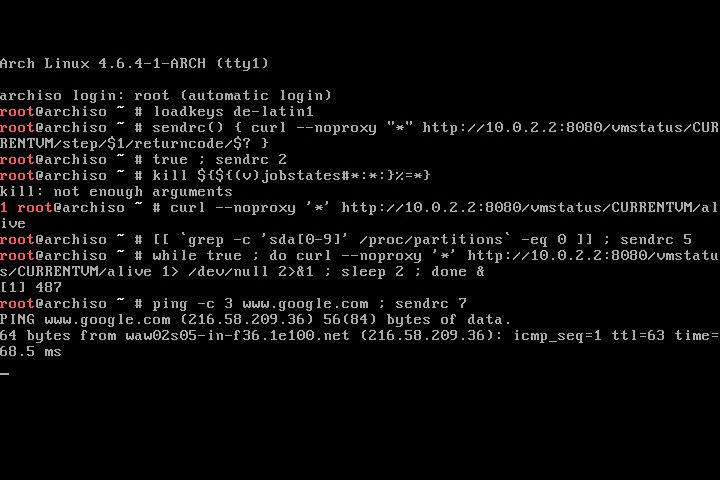 Arch Linux 4.6.4-1-ARCH (tty1)
archiso login: root (automatic login)
root@archiso ~ # loadkeys de-latin1
root@archiso ~ # sendrc() { curl --noproxy "*" http://10.0.2.2:8080/vmstatus/CUR
RENTVM/step/$1/returncode/$? }
root@archiso ~ # true ; sendrc 2
root@archiso ~ # kill ${${(v)jobstates#*:*:}%=*}
kill: not enough arguments
1 root@archiso ~ # curl --noproxy '*' http://10.0.2.2:8080/vmstatus/CURRENTVM/al
ive
root@archiso ~ # [[ `grep -c 'sda[0-9]' /proc/partitions` -eq 0 ]] ; sendrc 5
root@archiso ~ # while true ; do curl --noproxy '*' http://10.0.2.2:8080/vmstatu
s/CURRENTVM/alive 1> /dev/null 2>&1 ; sleep 2 ; done &
[1] 487
root@archiso ~ # ping -c 3 www.google.com ; sendrc 7
PING www.google.com (216.58.209.36) 56(84) bytes of data.
64 bytes from waw02s05-in-f36.1e100.net (216.58.209.36): icmp_seq=1 ttl=63 time=
68.5 ms